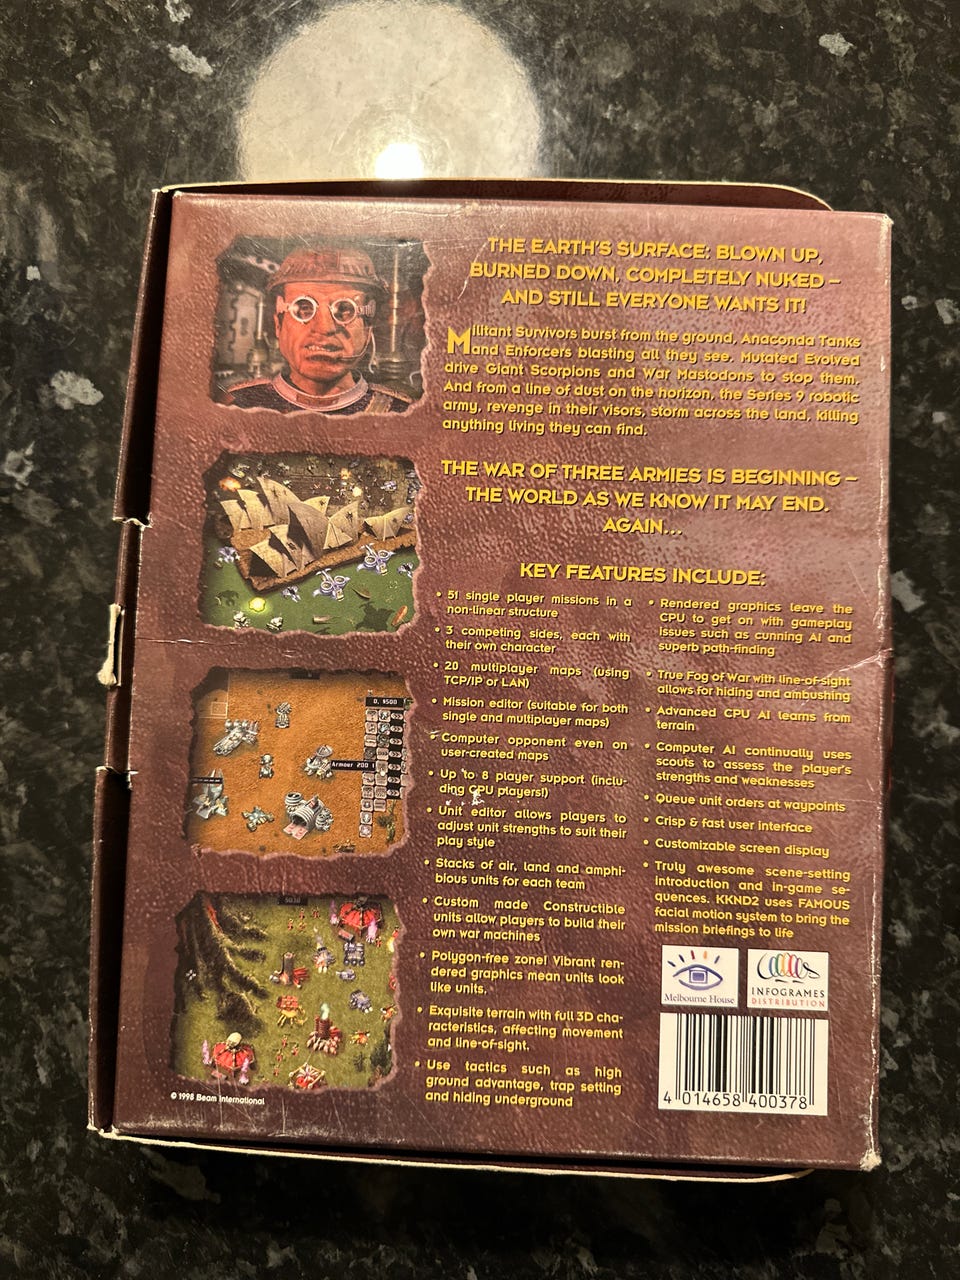 THE EARTH'S SURFACE: BLOWN UP,
BURNED DOWN, COMPLETELY NUKED –
AND STILL EVERYONE WANTS IT!
Militant Survivors burst from the ground, Anaconda Tanks
and Enforcers blasting all they see. Mutated Evolved
drive Giant Scorpions and War Mastodons to stop them.
And from a line of dust on the horizon, the Series 9 robotic
army, revenge in their visors, storm across the land, killing
anything living they can find.
THE WAR OF THREE ARMIES IS BEGINNING –
THE WORLD AS WE KNOW IT MAY END.
AGAIN...
KEY FEATURES INCLUDE:
• 51 single player missions in a
non-linear structure
• 3 competing sides, each with
their own character
• 20 multiplayer maps (using
TCP/IP or LAN)
• Mission editor (suitable for both
single and multiplayer maps)
• Computer opponent even on
user-created maps
• Up to 8 player support (inclu-
ding CPU players!)
• Unit editor allows players to
adjust unit strengths to suit their
play style
• Stacks of air, land and amphi-
bious units for each team
• Custom made Constructible
units allow players to build their
own war machines
• Polygon-free zone! Vibrant ren-
dered graphics mean units look
like units.
• Exquisite terrain with full 3D cha-
racteristics, affecting movement
and line-of-sight.
• Use tactics such as high
ground advantage, trap setting
and hiding underground
• Rendered graphics leave the
CPU to get on with gameplay
issues such as cunning AI and
superb path-finding
• True Fog of War with line-of-sight
allows for hiding and ambushing
• Advanced CPU AI learns from
terrain
• Computer AI continually uses
scouts to assess the player's
strengths and weaknesses
• Queue unit orders at waypoints
• Crisp & fast user interface
• Customizable screen display
• Truly awesome scene-setting
introduction and in-game se-
quences. KKND2 uses FAMOUS
facial motion system to bring the
mission briefings to life
Melbourne House
INFOGRAMES
DISTRIBUTION
4 014658 400378
© 1998 Beam International
Armour 200